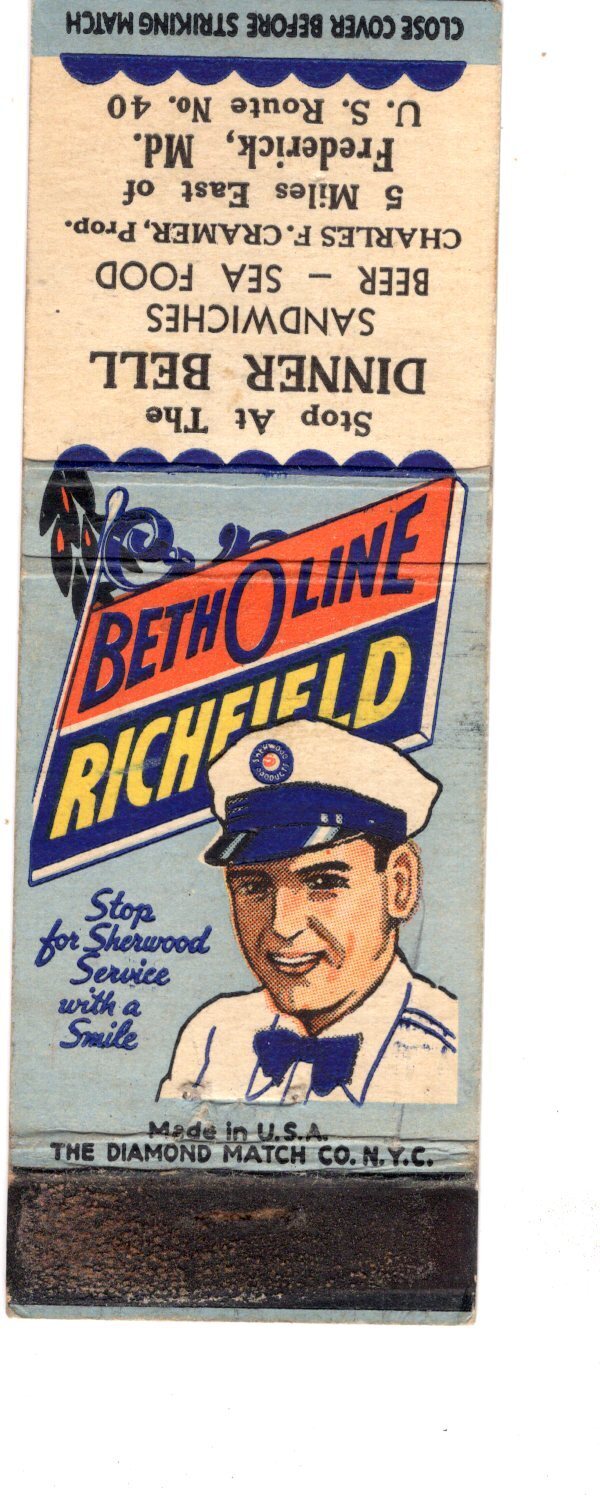 CLOSE COVER BEFORE STRIKING MATCH
Stop At The
DINNER BELL
SANDWICHES
BEER — SEA FOOD
CHARLES F. CRAMER, Prop.
5 Miles East of
Frederick, Md.
U. S. Route No. 40
BETHOLINE
RICHFIELD
SHERWOOD
PRODUCTS
Stop
for Sherwood
Service
with a
Smile
Made in U.S.A.
THE DIAMOND MATCH CO. N.Y.C.